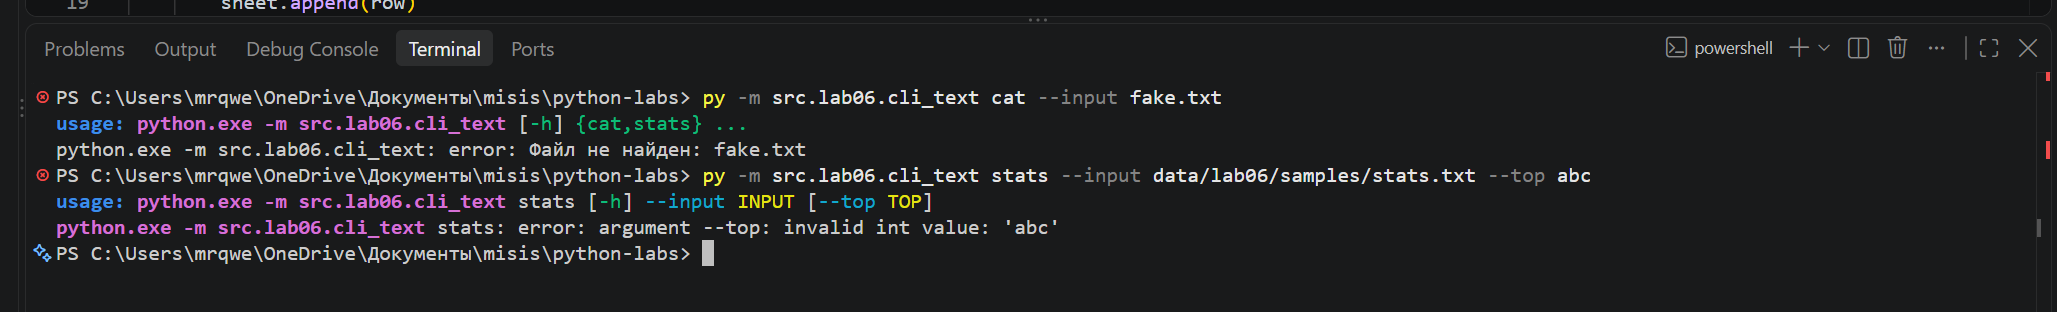 19 sheet.append(row)
Problems Output Debug Console Terminal Ports powershell
PS C:\Users\mrqwe\OneDrive\Документы\misis\python-labs> py -m src.lab06.cli_text cat --input fake.txt
usage: python.exe -m src.lab06.cli_text [-h] {cat,stats} ...
python.exe -m src.lab06.cli_text: error: Файл не найден: fake.txt
PS C:\Users\mrqwe\OneDrive\Документы\misis\python-labs> py -m src.lab06.cli_text stats --input data/lab06/samples/stats.txt --top abc
usage: python.exe -m src.lab06.cli_text stats [-h] --input INPUT [--top TOP]
python.exe -m src.lab06.cli_text stats: error: argument --top: invalid int value: 'abc'
PS C:\Users\mrqwe\OneDrive\Документы\misis\python-labs>